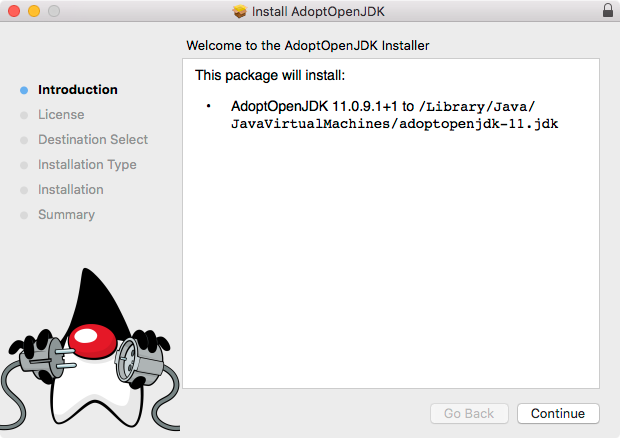 Install AdoptOpenJDK
Welcome to the AdoptOpenJDK Installer
Introduction
License
Destination Select
Installation Type
Installation
Summary
This package will install:
• AdoptOpenJDK 11.0.9.1+1 to /Library/Java/
JavaVirtualMachines/adoptopenjdk-11.jdk
Go Back
Continue